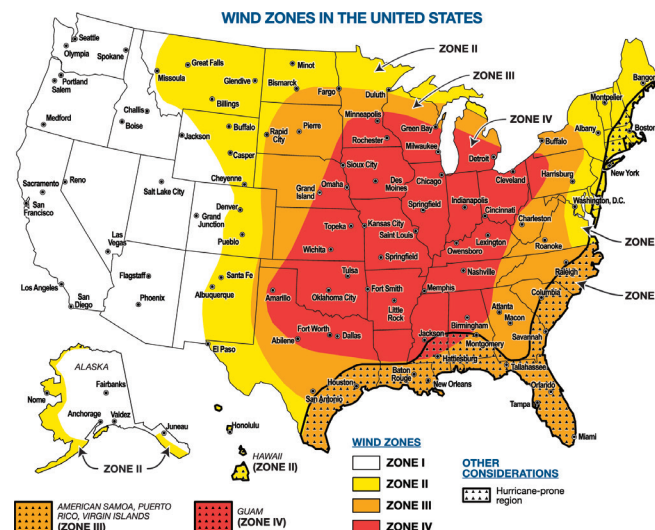 WIND ZONES IN THE UNITED STATES
Seattle
Olympia
Spokane
Portland
Salem
Medford
Great Falls
Missoula
Glendive
Billings
Minot
Bismarck
Fargo
Duluth
ZONE II
ZONE III
ZONE IV
Bangor
Montpelier
Albany
Boston
Buffalo
New York
Challis
Boise
Jackson
Buffalo
Casper
Cheyenne
Rapid City
Pierre
Minneapolis
Rochester
Green Bay
Milwaukee
Detroit
Cleveland
Harrisburg
Washington, D.C.
Sioux City
Des Moines
Chicago
Grand Island
Omaha
Springfield
Indianapolis
Cincinnati
Charleston
ZONE
Sacramento
San Francisco
Reno
Salt Lake City
Grand Junction
Denver
Pueblo
Topeka
Kansas City
Saint Louis
Lexington
Owensboro
Roanoke
Raleigh
ZONE
Las Vegas
Wichita
Springfield
Nashville
Los Angeles
San Diego
Flagstaff
Phoenix
Santa Fe
Albuquerque
Tulsa
Amarillo
Oklahoma City
Fort Smith
Little Rock
Memphis
Columbia
Atlanta
Macon
Birmingham
Savannah
El Paso
Fort Worth
Abilene
Dallas
Jackson
Montgomery
Hattiesburg
Tallahassee
San Antonio
Houston
Baton Rouge
New Orleans
Orlando
Tampa
Miami
ALASKA
Nome
Fairbanks
Anchorage
Valdez
Juneau
ZONE II
Honolulu
HAWAII
(ZONE II)
WIND ZONES
ZONE I
ZONE II
ZONE III
ZONE IV
OTHER
CONSIDERATIONS
Hurricane-prone
region
AMERICAN SAMOA, PUERTO
RICO, VIRGIN ISLANDS
(ZONE III)
GUAM
(ZONE IV)